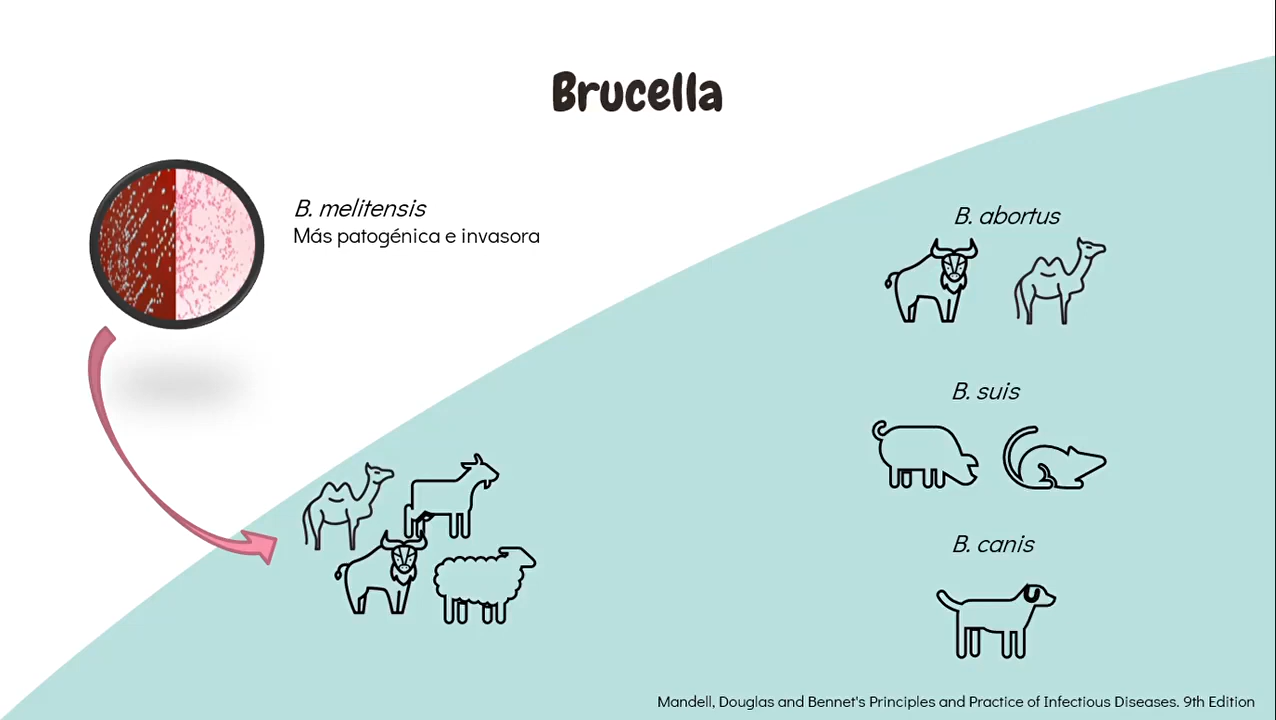 Brucella
B. melitensis
Más patogénica e invasora
B. abortus
B. suis
B. canis
Mandell, Douglas and Bennet's Principles and Practice of Infectious Diseases. 9th Edition